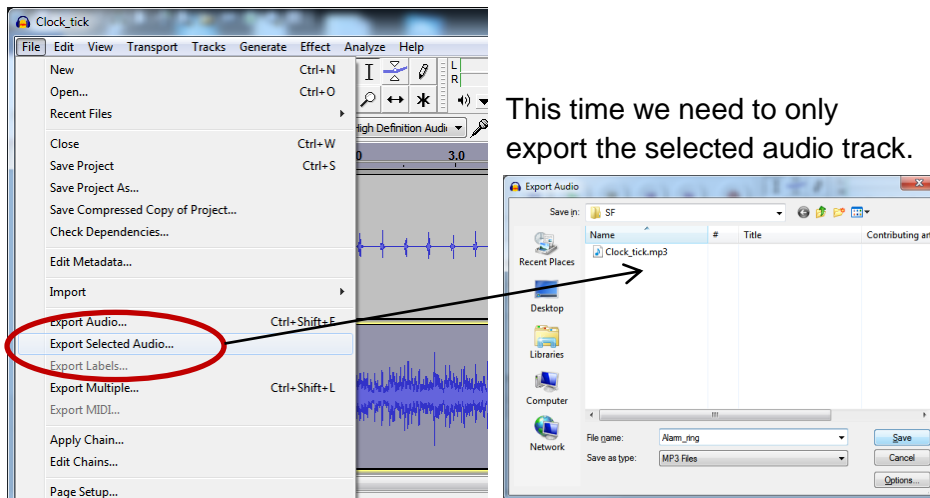 Clock_tick
File Edit View Transport Tracks Generate Effect Analyze Help
New Ctrl+N
Open... Ctrl+O
Recent Files
Close Ctrl+W
Save Project Ctrl+S
Save Project As...
Save Compressed Copy of Project...
Check Dependencies...
Edit Metadata...
Import
Export Audio... Ctrl+Shift+E
Export Selected Audio...
Export Labels...
Export Multiple... Ctrl+Shift+L
Export MIDI...
Apply Chain...
Edit Chains...
Page Setup...
L
R
High Definition Audi
3.0
This time we need to only
export the selected audio track.
Export Audio
Save in: SF
Name # Title Contributing ar
Clock_tick.mp3
Recent Places
Desktop
Libraries
Computer
Network
File name: Alarm_ring Save
Save as type: MP3 Files Cancel
Options...